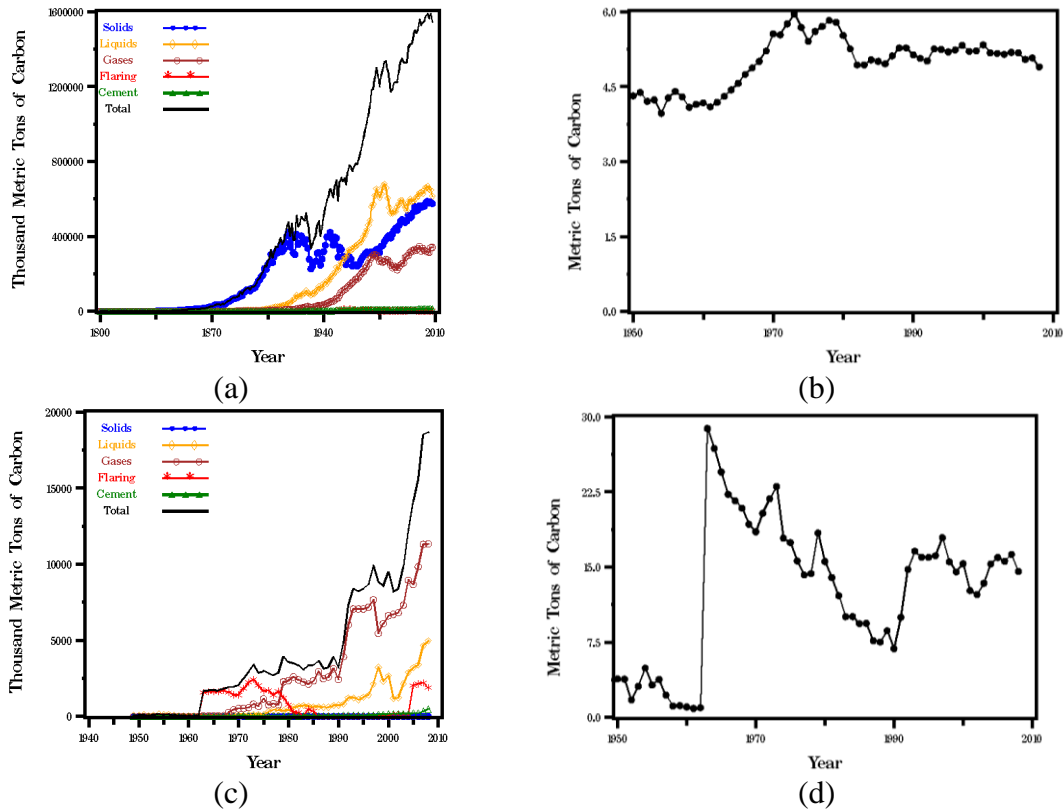 Solids
Liquids
Gases
Flaring
Cement
Total
Thousand Metric Tons of Carbon
1600000
1200000
800000
400000
0
1800
1870
1940
2010
Year
(a)
Metric Tons of Carbon
6.0
4.5
3.0
1.5
0.0
1950
1970
1990
2010
Year
(b)
Solids
Liquids
Gases
Flaring
Cement
Total
Thousand Metric Tons of Carbon
20000
15000
10000
5000
0
1940
1950
1960
1970
1980
1990
2000
2010
Year
(c)
Metric Tons of Carbon
30.0
22.5
15.0
7.5
0.0
1950
1970
1990
2010
Year
(d)